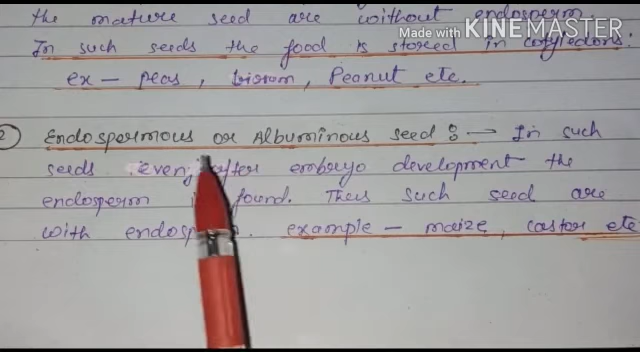 the mature seed are without endosperm.
Made with KINEMASTER
In such seeds the food is stored in cotyledons.
ex - peas, Peanut etc.
2) Endospermous or Albuminous seed :- In such
seeds even after embryo development the
endosperm found. Thus such seed are
with example - maize, castor etc